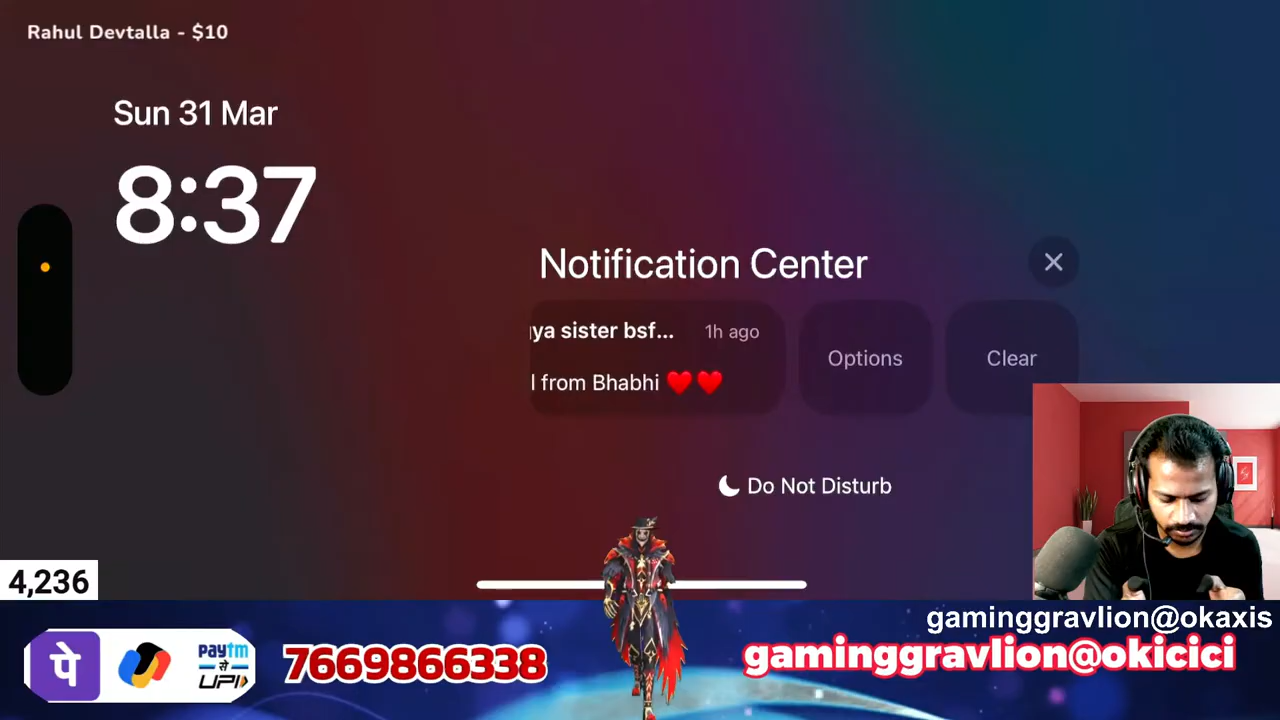 Rahul Devtalla - $10
Sun 31 Mar
8:37
Notification Center
ya sister bsf... 1h ago
from Bhabhi ❤️❤️
Options
Clear
Do Not Disturb
4,236
gaminggravlion@okaxis
पे
paytm
से
UPI
7669866338
gaminggravlion@okicici